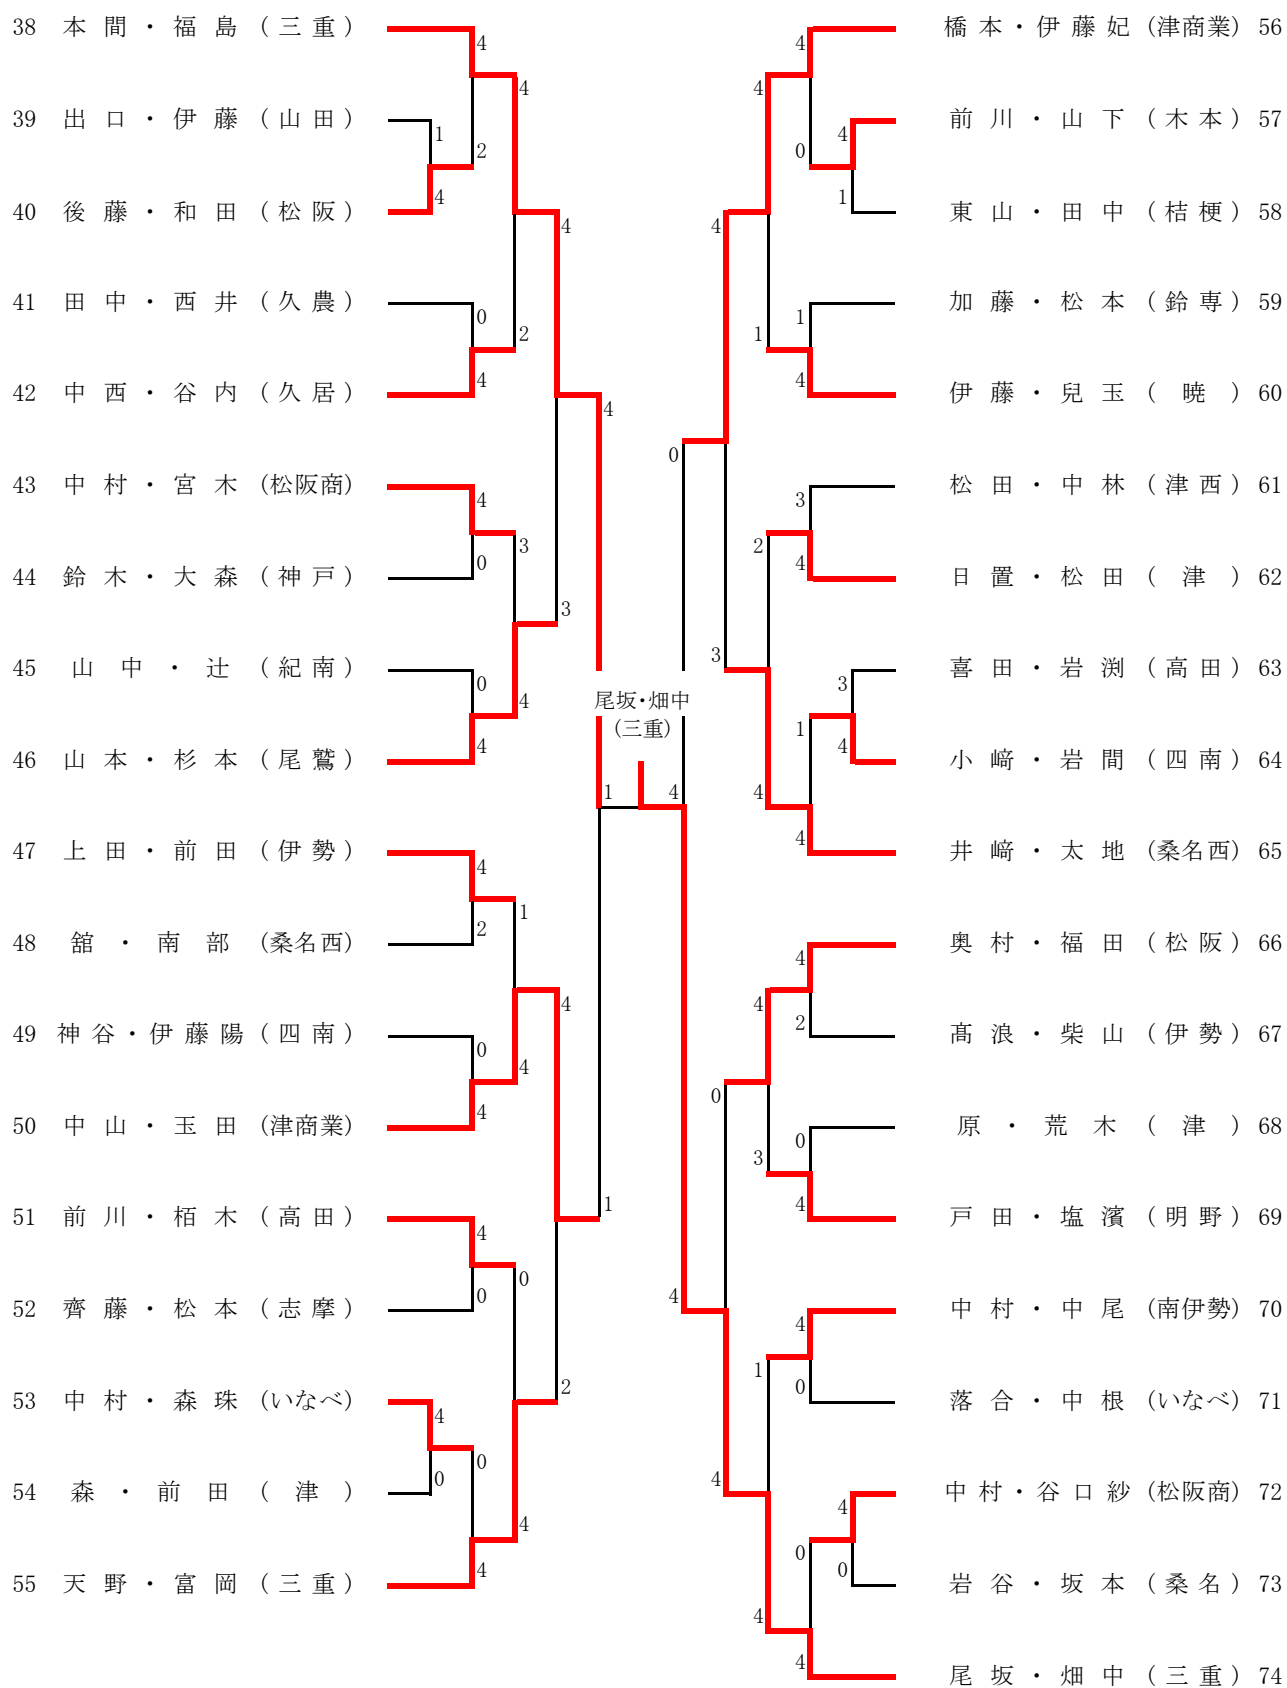 38 本間・福島 (三重)
39 出口・伊藤 (山田)
40 後藤・和田 (松阪)
41 田中・西井 (久農)
42 中西・谷内 (久居)
43 中村・宮木 (松阪商)
44 鈴木・大森 (神戸)
45 山中・辻 (紀南)
46 山本・杉本 (尾鷲)
47 上田・前田 (伊勢)
48 舘・南部 (桑名西)
49 神谷・伊藤陽 (四南)
50 中山・玉田 (津商業)
51 前川・栢木 (高田)
52 齊藤・松本 (志摩)
53 中村・森珠 (いなべ)
54 森・前田 (津)
55 天野・富岡 (三重)
4
1
2
4
4
0
2
4
4
4
0
3
0
4
4
3
4
4
2
1
0
4
4
4
4
0
0
4
0
0
4
4
2
1
1
尾坂・畑中
(三重)
4
0
4
4
4
4
0
1
1
1
4
4
3
4
2
3
3
1
4
4
4
4
2
4
0
0
3
4
4
0
1
4
4
0
0
4
4
橋本・伊藤妃 (津商業) 56
前川・山下 (木本) 57
東山・田中 (桔梗) 58
加藤・松本 (鈴専) 59
伊藤・兒玉 (暁) 60
松田・中林 (津西) 61
日置・松田 (津) 62
喜田・岩渕 (高田) 63
小﨑・岩間 (四南) 64
井﨑・太地 (桑名西) 65
奥村・福田 (松阪) 66
髙浪・柴山 (伊勢) 67
原・荒木 (津) 68
戸田・塩濱 (明野) 69
中村・中尾 (南伊勢) 70
落合・中根 (いなべ) 71
中村・谷口紗 (松阪商) 72
岩谷・坂本 (桑名) 73
尾坂・畑中 (三重) 74